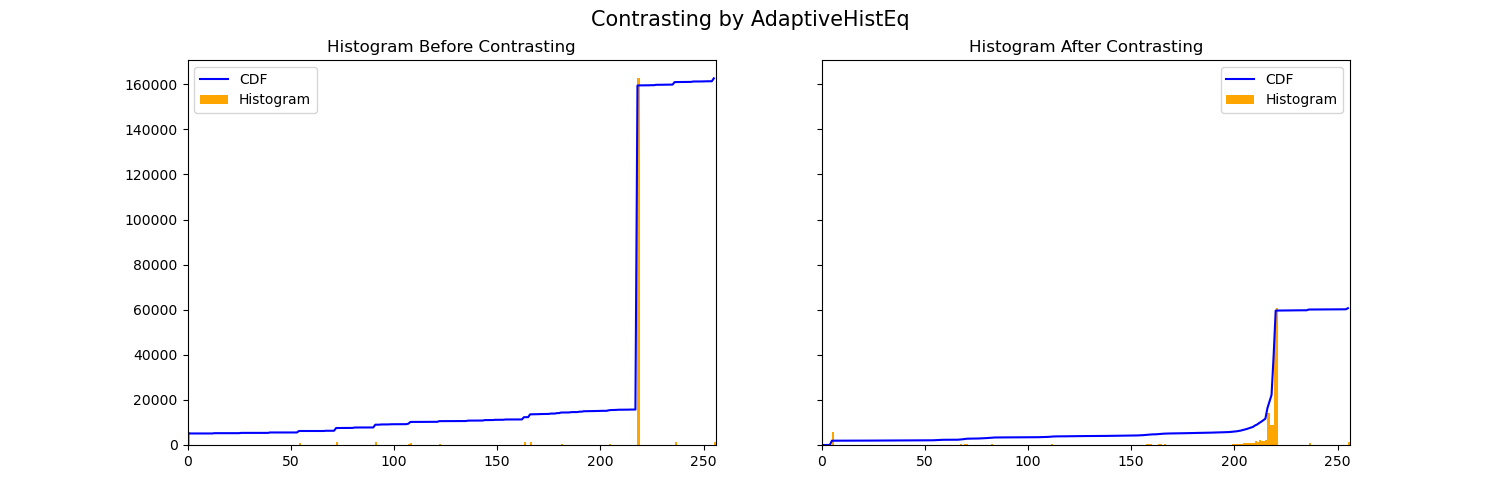 Contrasting by AdaptiveHistEq
Histogram Before Contrasting
CDF
Histogram
160000
140000
120000
100000
80000
60000
40000
20000
0
0 50 100 150 200 250
Histogram After Contrasting
CDF
Histogram
0 50 100 150 200 250